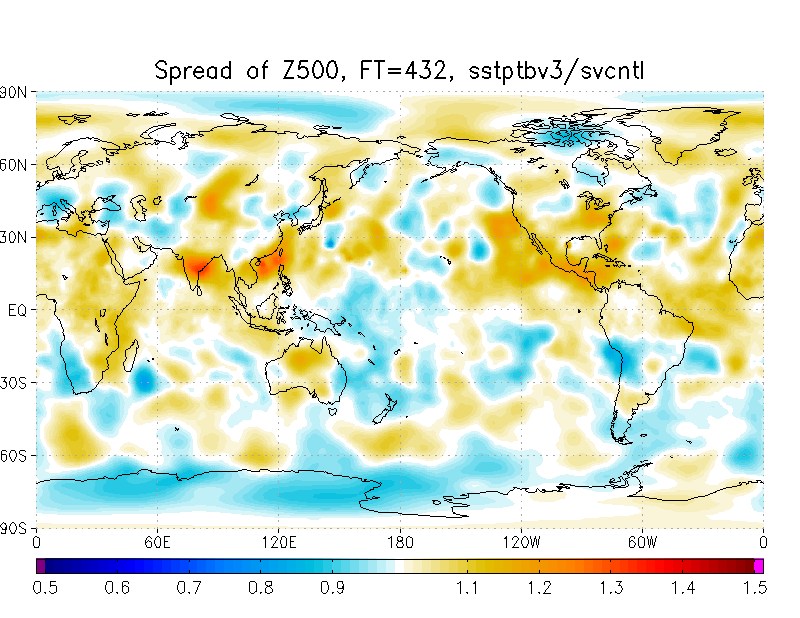 Spread of Z500, FT=432, sstptbv3/svcntl
90N
60N
30N
EQ
30S
60S
90S
0 60E 120E 180 120W 60W 0
0.5 0.6 0.7 0.8 0.9 1.1 1.2 1.3 1.4 1.5